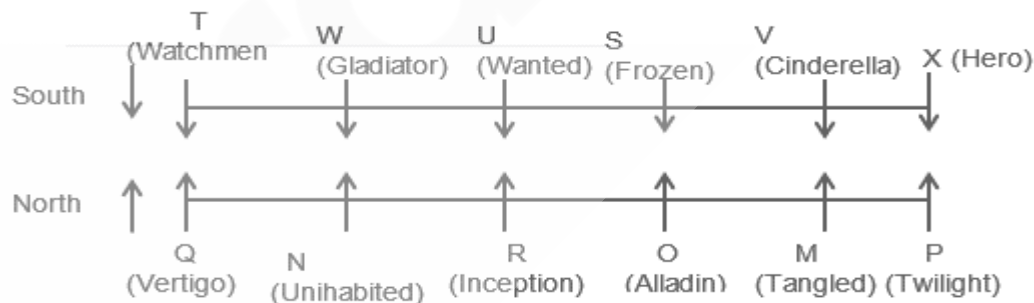 T W U S V X (Hero)
(Watchmen (Gladiator) (Wanted) (Frozen) (Cinderella)
South
North
Q N R O M P
(Vertigo) (Unihabited) (Inception) (Alladin) (Tangled) (Twilight)